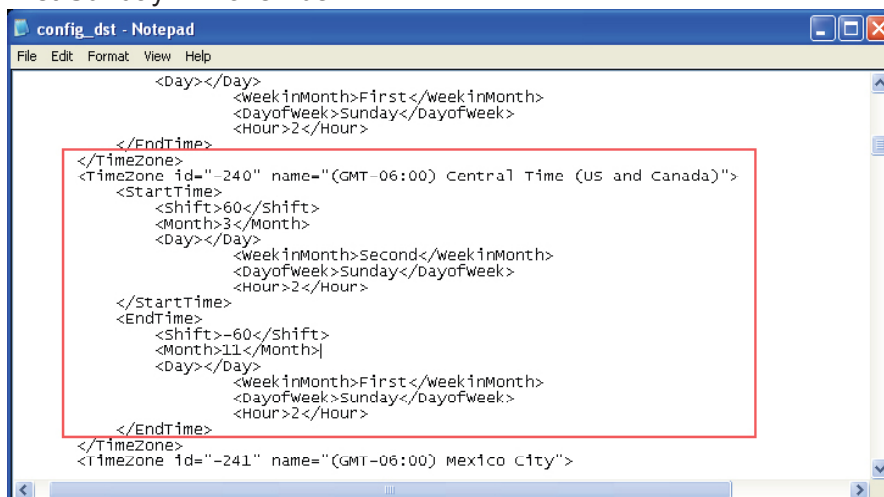 config_dst - Notepad
File Edit Format View Help
<Day></Day>
<WeekinMonth>First</WeekinMonth>
<DayofWeek>Sunday</DayofWeek>
<Hour>2</Hour>
</EndTime>
</TimeZone>
<TimeZone id="-240" name="(GMT-06:00) Central Time (US and Canada)">
<StartTime>
<Shift>60</Shift>
<Month>3</Month>
<Day></Day>
<WeekinMonth>Second</WeekinMonth>
<DayofWeek>Sunday</DayofWeek>
<Hour>2</Hour>
</StartTime>
<EndTime>
<Shift>-60</Shift>
<Month>11</Month>
<Day></Day>
<WeekinMonth>First</WeekinMonth>
<DayofWeek>Sunday</DayofWeek>
<Hour>2</Hour>
</EndTime>
</TimeZone>
<TimeZone id="-241" name="(GMT-06:00) Mexico City">